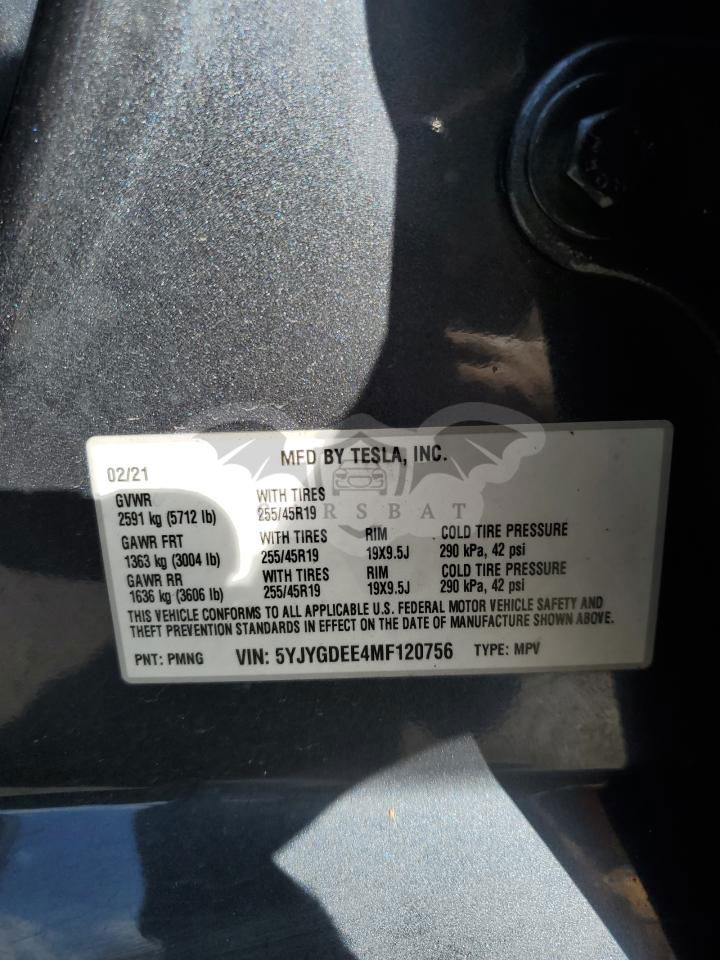 MFD BY TESLA, INC.
02/21
GVWR WITH TIRES
2591 kg (5712 lb) 255/45R19
GAWR FRT WITH TIRES RIM COLD TIRE PRESSURE
1363 kg (3004 lb) 255/45R19 19X9.5J 290 kPa, 42 psi
GAWR RR WITH TIRES RIM COLD TIRE PRESSURE
1636 kg (3606 lb) 255/45R19 19X9.5J 290 kPa, 42 psi
THIS VEHICLE CONFORMS TO ALL APPLICABLE U.S. FEDERAL MOTOR VEHICLE SAFETY AND
THEFT PREVENTION STANDARDS IN EFFECT ON THE DATE OF MANUFACTURE SHOWN ABOVE.
PNT: PMNG VIN: 5YJYGDEE4MF120756 TYPE: MPV